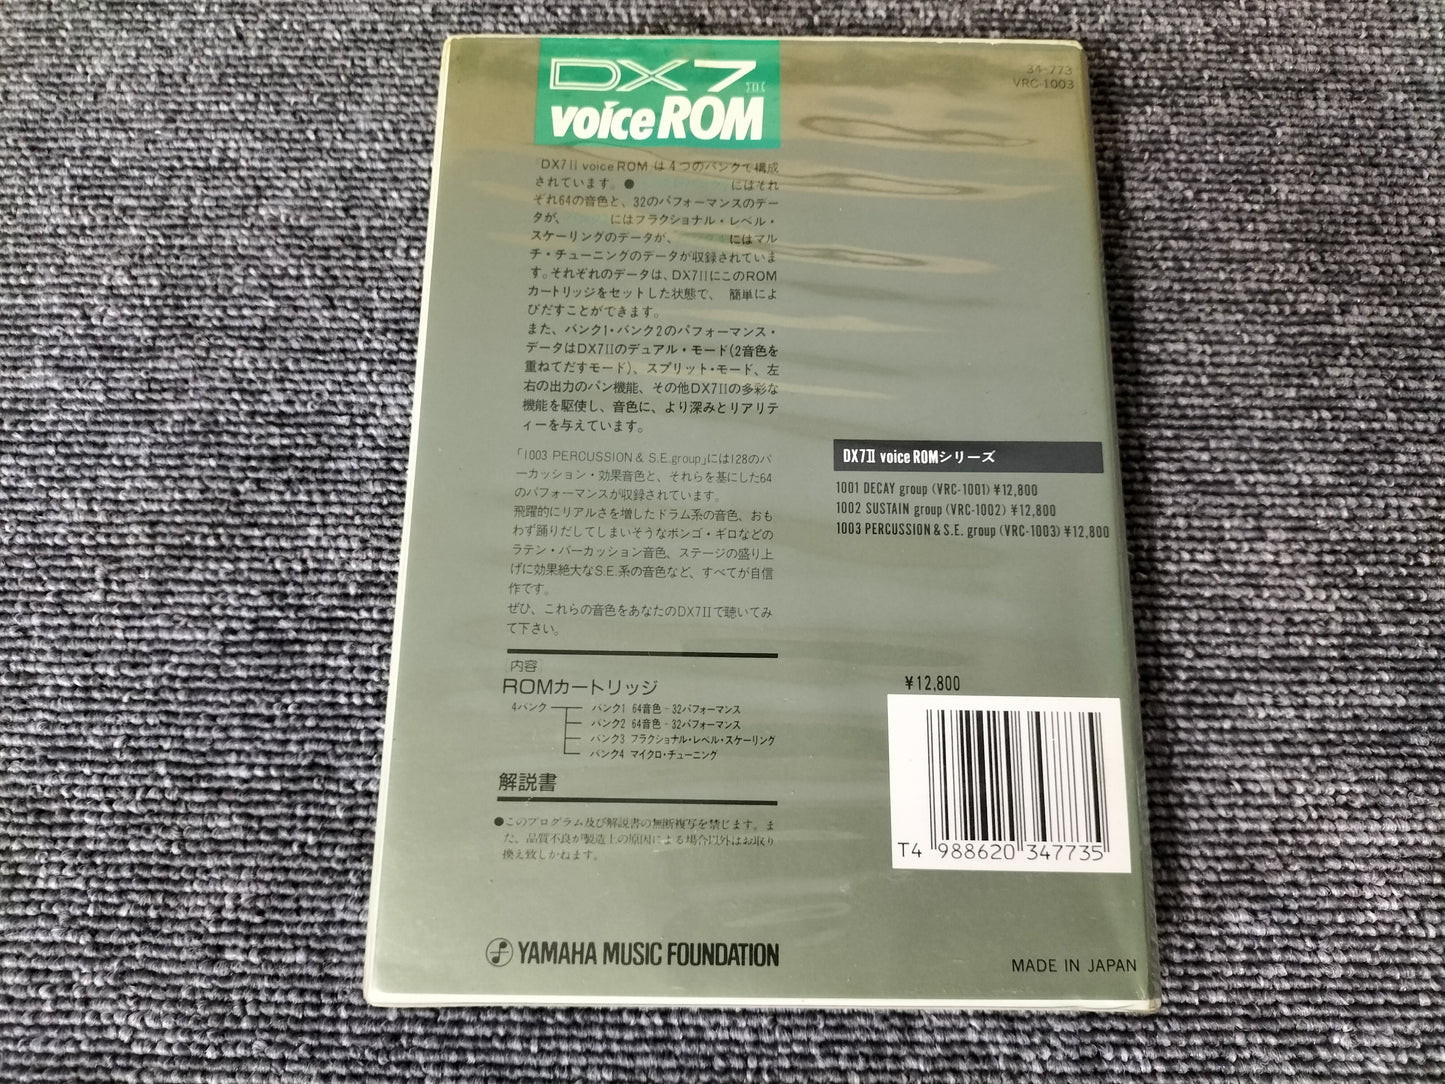 DX7II
voice ROM
34-773
VRC-1003
DX7II voice ROM は4つのバンクで構成
されています。●にはそれ
ぞれ64の音色と、32のパフォーマンスのデー
タが、にはフラクショナル・レベル・
スケーリングのデータが、にはマル
チ・チューニングのデータが収録されていま
す。それぞれのデータは、DX7IIにこのROM
カートリッジをセットした状態で、簡単によ
びだすことができます。
また、バンク1・バンク2のパフォーマンス・
データはDX7IIのデュアル・モード(2音色を
重ねてだすモード)、スプリット・モード、左
右の出力のパン機能、その他DX7IIの多彩な
機能を駆使し、音色に、より深みとリアリテ
ィーを与えています。
「1003 PERCUSSION & S.E.group」には128のパ
ーカッション・効果音色と、それらを基にした64
のパフォーマンスが収録されています。
飛躍的にリアルさを増したドラム系の音色、おも
わず踊りだしてしまいそうなボンゴ・ギロなどの
ラテン・パーカッション音色、ステージの盛り上
げに効果絶大なS.E.系の音色など、すべてが自信
作です。
ぜひ、これらの音色をあなたのDX7IIで聴いてみ
て下さい。
内容
ROMカートリッジ
4バンク
バンク1 64音色-32パフォーマンス
バンク2 64音色-32パフォーマンス
バンク3 フラクショナル・レベル・スケーリング
バンク4 マイクロ・チューニング
解説書
●このプログラム及び解説書の無断複写を禁じます。ま
た、品質不良が製造上の原因による場合以外はお取り
換え致しかねます。
YAMAHA MUSIC FOUNDATION
DX7II voice ROMシリーズ
1001 DECAY group (VRC-1001) ¥12,800
1002 SUSTAIN group (VRC-1002) ¥12,800
1003 PERCUSSION & S.E. group (VRC-1003) ¥12,800
¥12,800
T4 988620 347735
MADE IN JAPAN